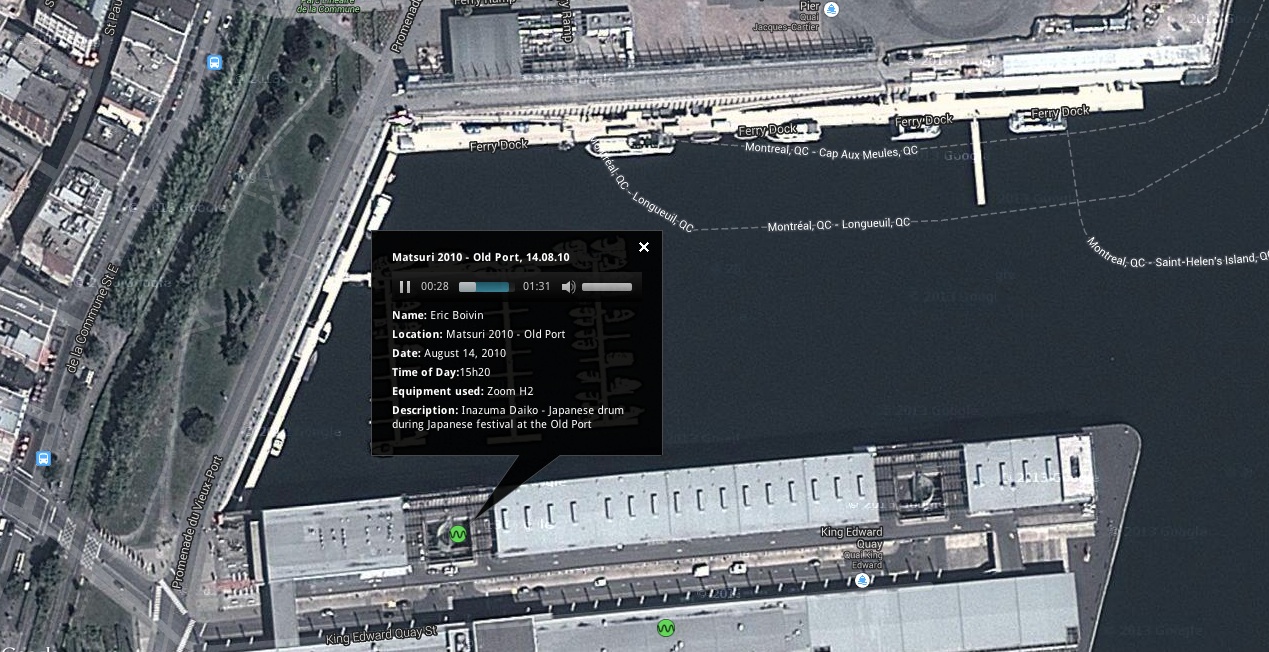 Parc linéaire
de la Commune
Ferry Ramp
Pier
Quai
Jacques-Cartier
St Paul
Promenade
Ferry Dock
Ferry Dock
Ferry Dock
Ferry Dock
Montreal, QC - Cap Aux Meules, QC
Montréal, QC - Longueuil, QC
Montréal, QC - Longueuil, QC
Montreal, QC - Saint-Helen's Island, QC
de la Commune St E
Matsuri 2010 - Old Port, 14.08.10
00:28 01:31
Name: Eric Boivin
Location: Matsuri 2010 - Old Port
Date: August 14, 2010
Time of Day:15h20
Equipment used: Zoom H2
Description: Inazuma Daiko - Japanese drum
during Japanese festival at the Old Port
Promenade du Vieux-Port
King Edward
Quay
Quai King
Edward
King Edward Quay St